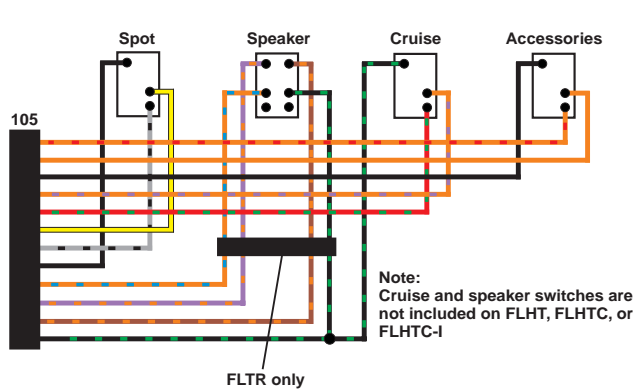 Spot
Speaker
Cruise
Accessories
105
Note:
Cruise and speaker switches are
not included on FLHT, FLHTC, or
FLHTC-I
FLTR only